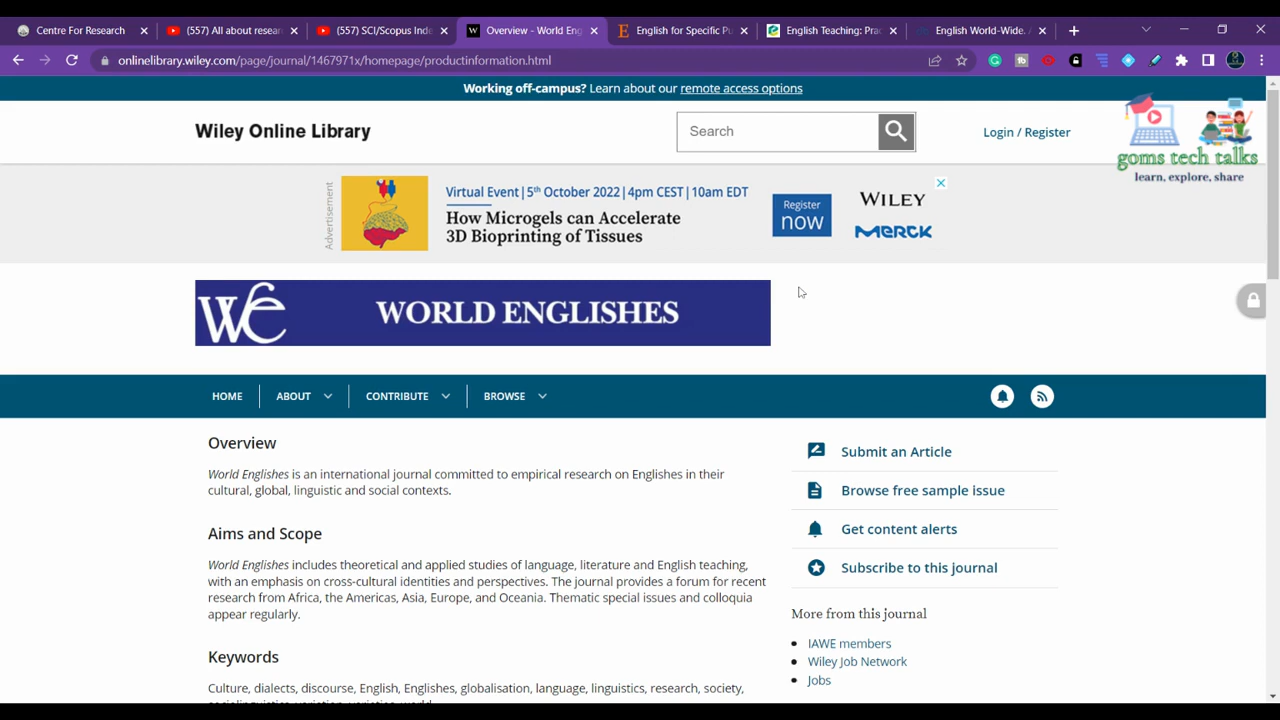 Centre For Research
(557) All about resear
(557) SCI/Scopus Inde
Overview - World Eng
English for Specific Pu
English Teaching: Prac
English World-Wide. A
onlinelibrary.wiley.com/page/journal/1467971x/homepage/productinformation.html
Working off-campus? Learn about our remote access options
Wiley Online Library
Search
Login / Register
goms tech talks
learn, explore, share
Advertisement
Virtual Event | 5th October 2022 | 4pm CEST | 10am EDT
How Microgels can Accelerate
3D Bioprinting of Tissues
Register
now
WILEY
MERCK
we
WORLD ENGLISHES
HOME
ABOUT
CONTRIBUTE
BROWSE
Overview
World Englishes is an international journal committed to empirical research on Englishes in their
cultural, global, linguistic and social contexts.
Aims and Scope
World Englishes includes theoretical and applied studies of language, literature and English teaching,
with an emphasis on cross-cultural identities and perspectives. The journal provides a forum for recent
research from Africa, the Americas, Asia, Europe, and Oceania. Thematic special issues and colloquia
appear regularly.
Keywords
Culture, dialects, discourse, English, Englishes, globalisation, language, linguistics, research, society,
Submit an Article
Browse free sample issue
Get content alerts
Subscribe to this journal
More from this journal
IAWE members
Wiley Job Network
Jobs